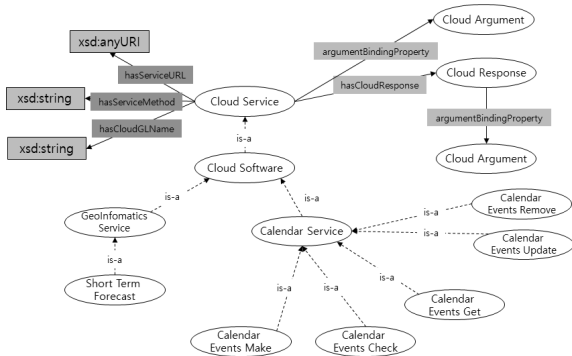 Cloud Argument
xsd:anyURI
argumentBindingProperty
hasServiceURL
Cloud Response
hasCloudResponse
xsd:string
hasServiceMethod
Cloud Service
argumentBindingProperty
hasCloudGLName
xsd:string
is-a
Cloud Argument
Cloud Software
is-a
is-a
Calendar
Events Remove
is-a
GeoInfomatics
Service
Calendar Service
is-a
Calendar
Events Update
is-a
is-a
is-a
is-a
Short Term
Forecast
Calendar
Events Get
Calendar
Events Make
Calendar
Events Check